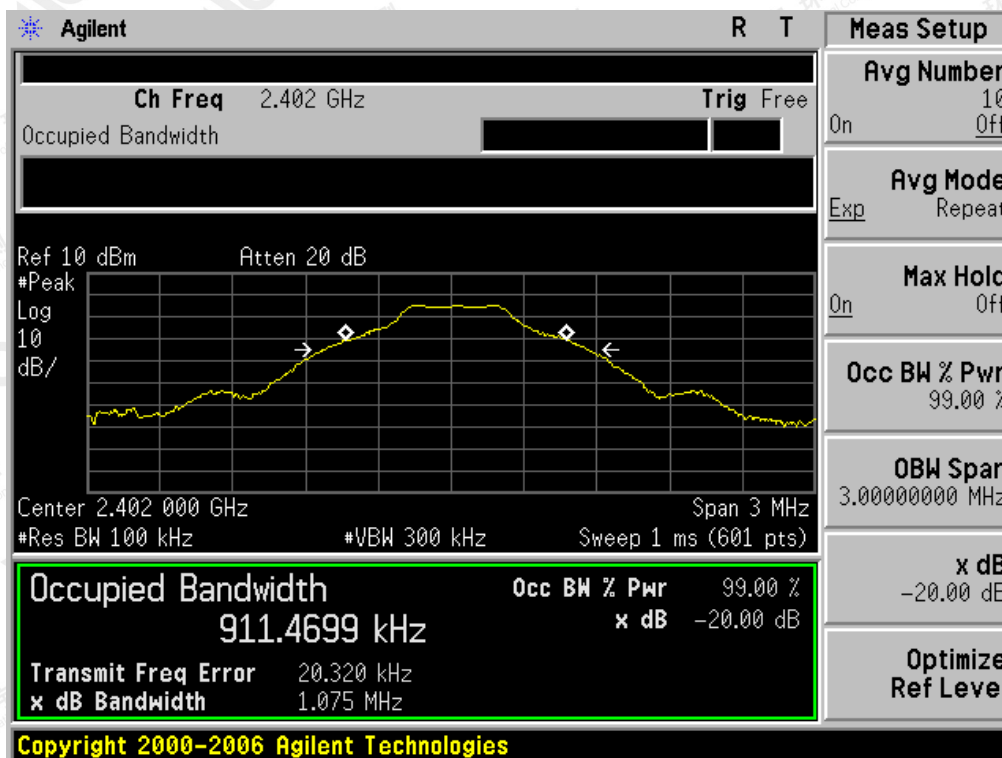 Agilent R T
Ch Freq 2.402 GHz Trig Free
Occupied Bandwidth
Ref 10 dBm Atten 20 dB
#Peak
Log
10
dB/
Center 2.402 000 GHz Span 3 MHz
#Res BW 100 kHz #VBW 300 kHz Sweep 1 ms (601 pts)
Occupied Bandwidth Occ BW % Pwr 99.00 %
911.4699 kHz x dB -20.00 dB
Transmit Freq Error 20.320 kHz
x dB Bandwidth 1.075 MHz
Copyright 2000-2006 Agilent Technologies
Meas Setup
Avg Number
10
On Off
Avg Mode
Exp Repeat
Max Hold
On Off
Occ BW % Pwr
99.00 %
OBW Span
3.00000000 MHz
x dB
-20.00 dB
Optimize
Ref Level